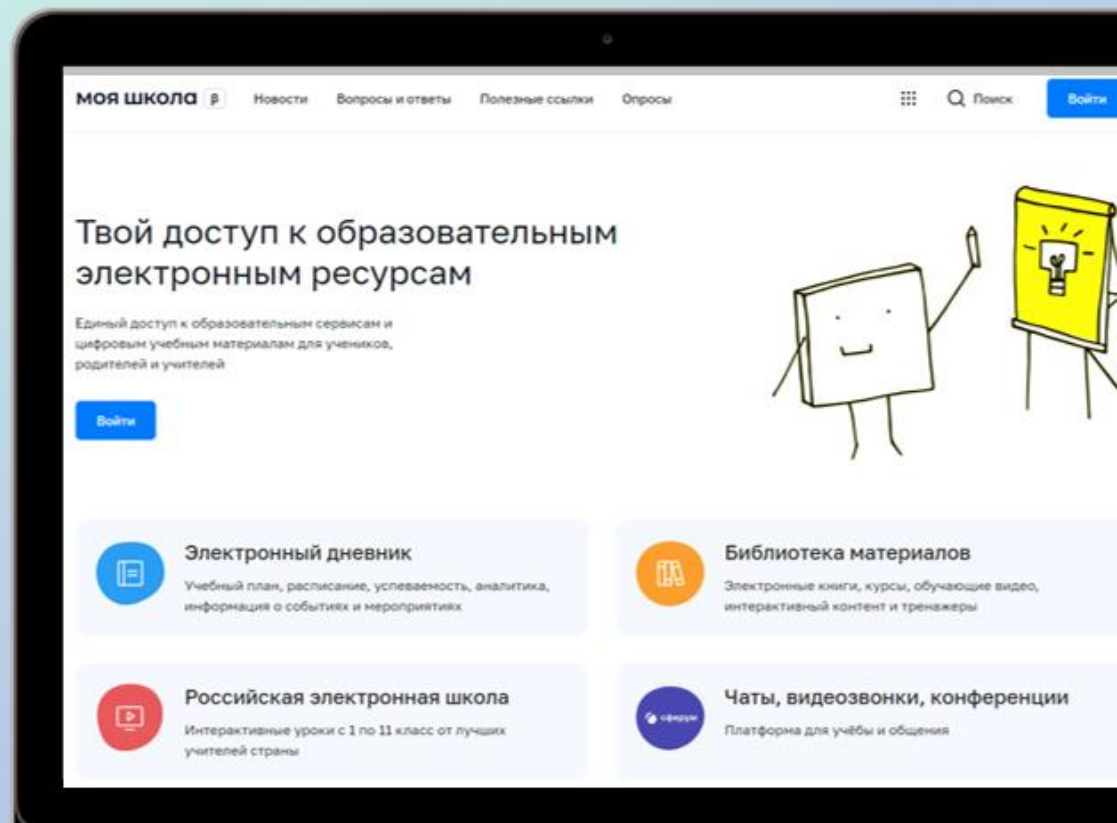 МОЯ ШКОЛА β Новости Вопросы и ответы Полезные ссылки Опросы Поиск Войти
Твой доступ к образовательным
электронным ресурсам
Единый доступ к образовательным сервисам и
цифровым учебным материалам для учеников,
родителей и учителей
Войти
Электронный дневник
Учебный план, расписание, успеваемость, аналитика,
информация о событиях и мероприятиях
Библиотека материалов
Электронные книги, курсы, обучающие видео,
интерактивный контент и тренажеры
Российская электронная школа
Интерактивные уроки с 1 по 11 класс от лучших
учителей страны
сферум
Чаты, видеозвонки, конференции
Платформа для учёбы и общения